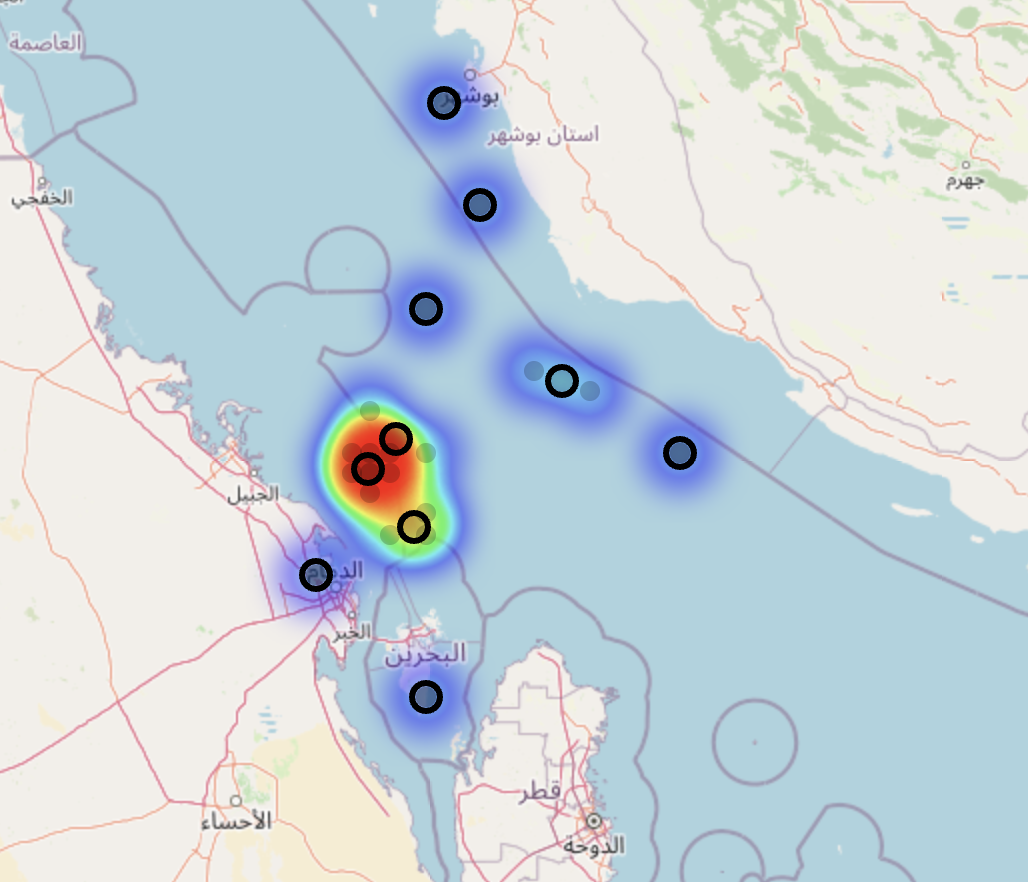 العاصمة
بوشهر
استان بوشهر
جهرم
الخفجي
الجبيل
الدمام
الخبر
البحرين
قطر
الأحساء
الدوحة